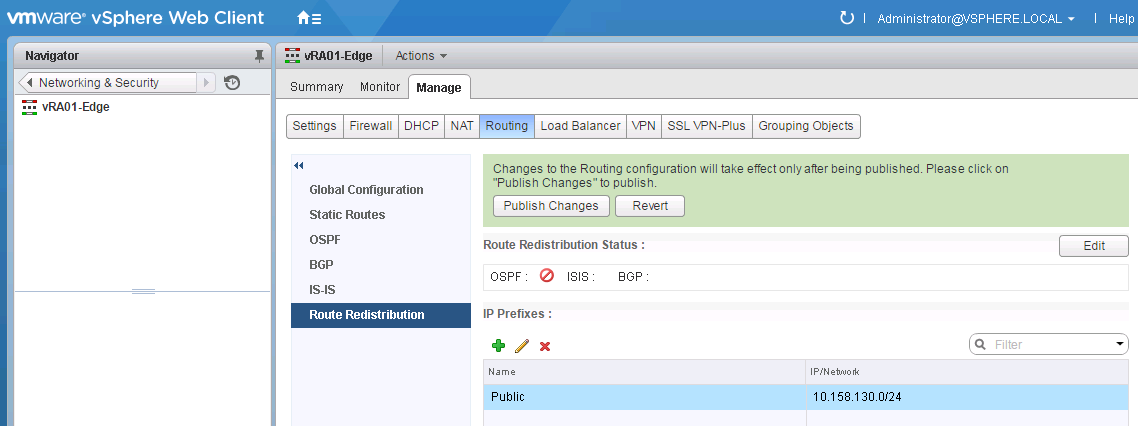 vmware® vSphere Web Client
Administrator@VSPHERE.LOCAL
Help
Navigator
Networking & Security
vRA01-Edge
vRA01-Edge
Actions
Summary
Monitor
Manage
Settings
Firewall
DHCP
NAT
Routing
Load Balancer
VPN
SSL VPN-Plus
Grouping Objects
Global Configuration
Static Routes
OSPF
BGP
IS-IS
Route Redistribution
Changes to the Routing configuration will take effect only after being published. Please click on
"Publish Changes" to publish.
Publish Changes
Revert
Route Redistribution Status :
Edit
OSPF :
ISIS :
BGP :
IP Prefixes :
Filter
Name
IP/Network
Public
10.158.130.0/24